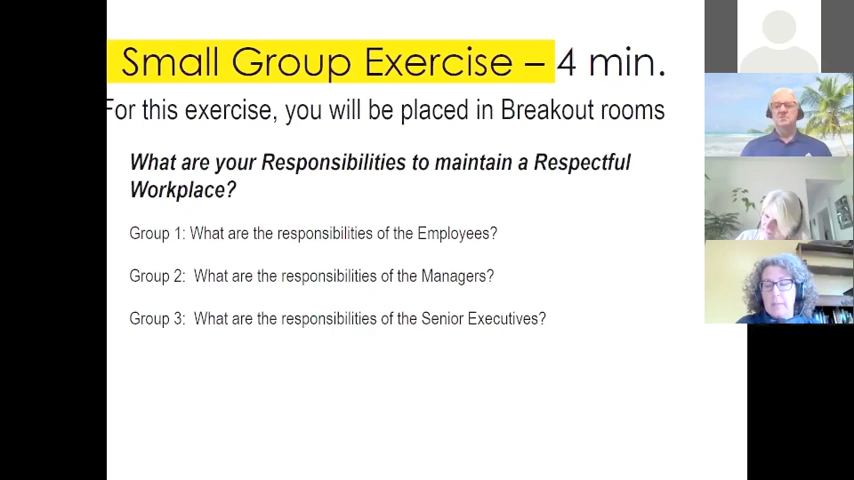 Small Group Exercise – 4 min.
For this exercise, you will be placed in Breakout rooms
What are your Responsibilities to maintain a Respectful
Workplace?
Group 1: What are the responsibilities of the Employees?
Group 2: What are the responsibilities of the Managers?
Group 3: What are the responsibilities of the Senior Executives?